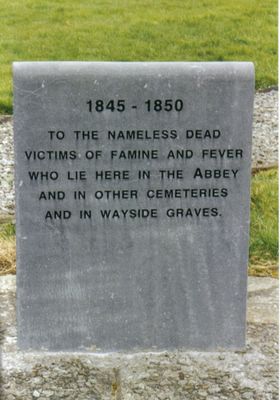 1845 - 1850
TO THE NAMELESS DEAD
VICTIMS OF FAMINE AND FEVER
WHO LIE HERE IN THE ABBEY
AND IN OTHER CEMETERIES
AND IN WAYSIDE GRAVES.